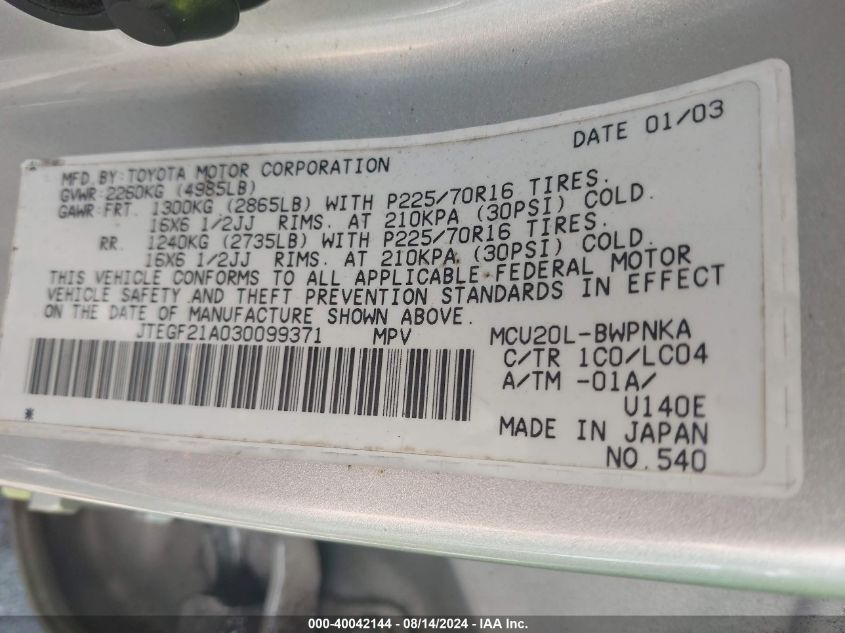 DATE 01/03
MFD. BY: TOYOTA MOTOR CORPORATION
GVWR: 2260KG (4985LB)
GAWR: FRT. 1300KG (2865LB) WITH P225/70R16 TIRES.
16X6 1/2JJ RIMS. AT 210KPA (30PSI) COLD.
RR. 1240KG (2735LB) WITH P225/70R16 TIRES.
16X6 1/2JJ RIMS. AT 210KPA (30PSI) COLD.
THIS VEHICLE CONFORMS TO ALL APPLICABLE FEDERAL MOTOR
VEHICLE SAFETY AND THEFT PREVENTION STANDARDS IN EFFECT
ON THE DATE OF MANUFACTURE SHOWN ABOVE.
JTEGF21A030099371 MPV MCU20L-BWPNKA
C/TR 1C0/LC04
A/TM -01A/
U140E
* MADE IN JAPAN
NO. 540
000-40042144 - 08/14/2024 - IAA Inc.